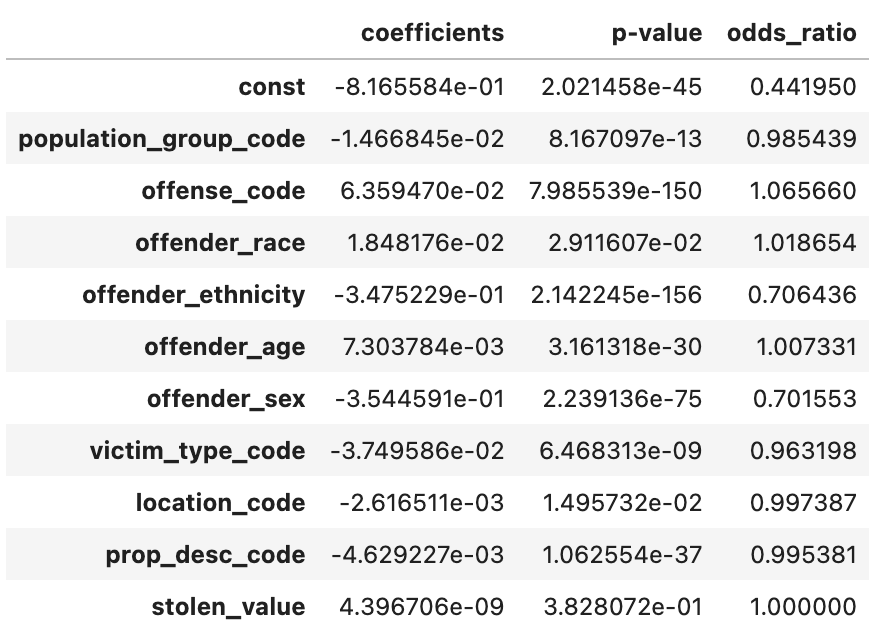 coefficients p-value odds_ratio
const -8.165584e-01 2.021458e-45 0.441950
population_group_code -1.466845e-02 8.167097e-13 0.985439
offense_code 6.359470e-02 7.985539e-150 1.065660
offender_race 1.848176e-02 2.911607e-02 1.018654
offender_ethnicity -3.475229e-01 2.142245e-156 0.706436
offender_age 7.303784e-03 3.161318e-30 1.007331
offender_sex -3.544591e-01 2.239136e-75 0.701553
victim_type_code -3.749586e-02 6.468313e-09 0.963198
location_code -2.616511e-03 1.495732e-02 0.997387
prop_desc_code -4.629227e-03 1.062554e-37 0.995381
stolen_value 4.396706e-09 3.828072e-01 1.000000